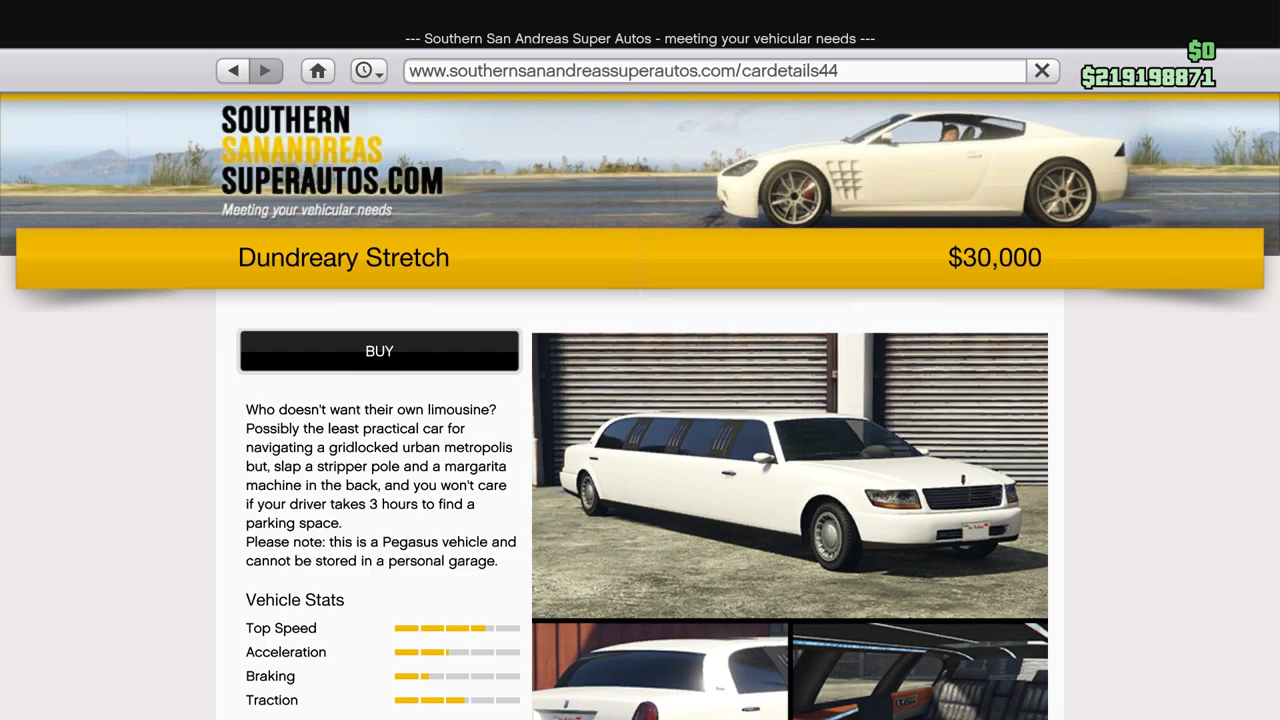 --- Southern San Andreas Super Autos - meeting your vehicular needs ---
$0
www.southernsanandreassuperautos.com/cardetails44
$219198871
SOUTHERN
SANANDREAS
SUPERAUTOS.COM
Meeting your vehicular needs
Dundreary Stretch
$30,000
BUY
Who doesn't want their own limousine?
Possibly the least practical car for
navigating a gridlocked urban metropolis
but, slap a stripper pole and a margarita
machine in the back, and you won't care
if your driver takes 3 hours to find a
parking space.
Please note: this is a Pegasus vehicle and
cannot be stored in a personal garage.
Vehicle Stats
Top Speed
Acceleration
Braking
Traction